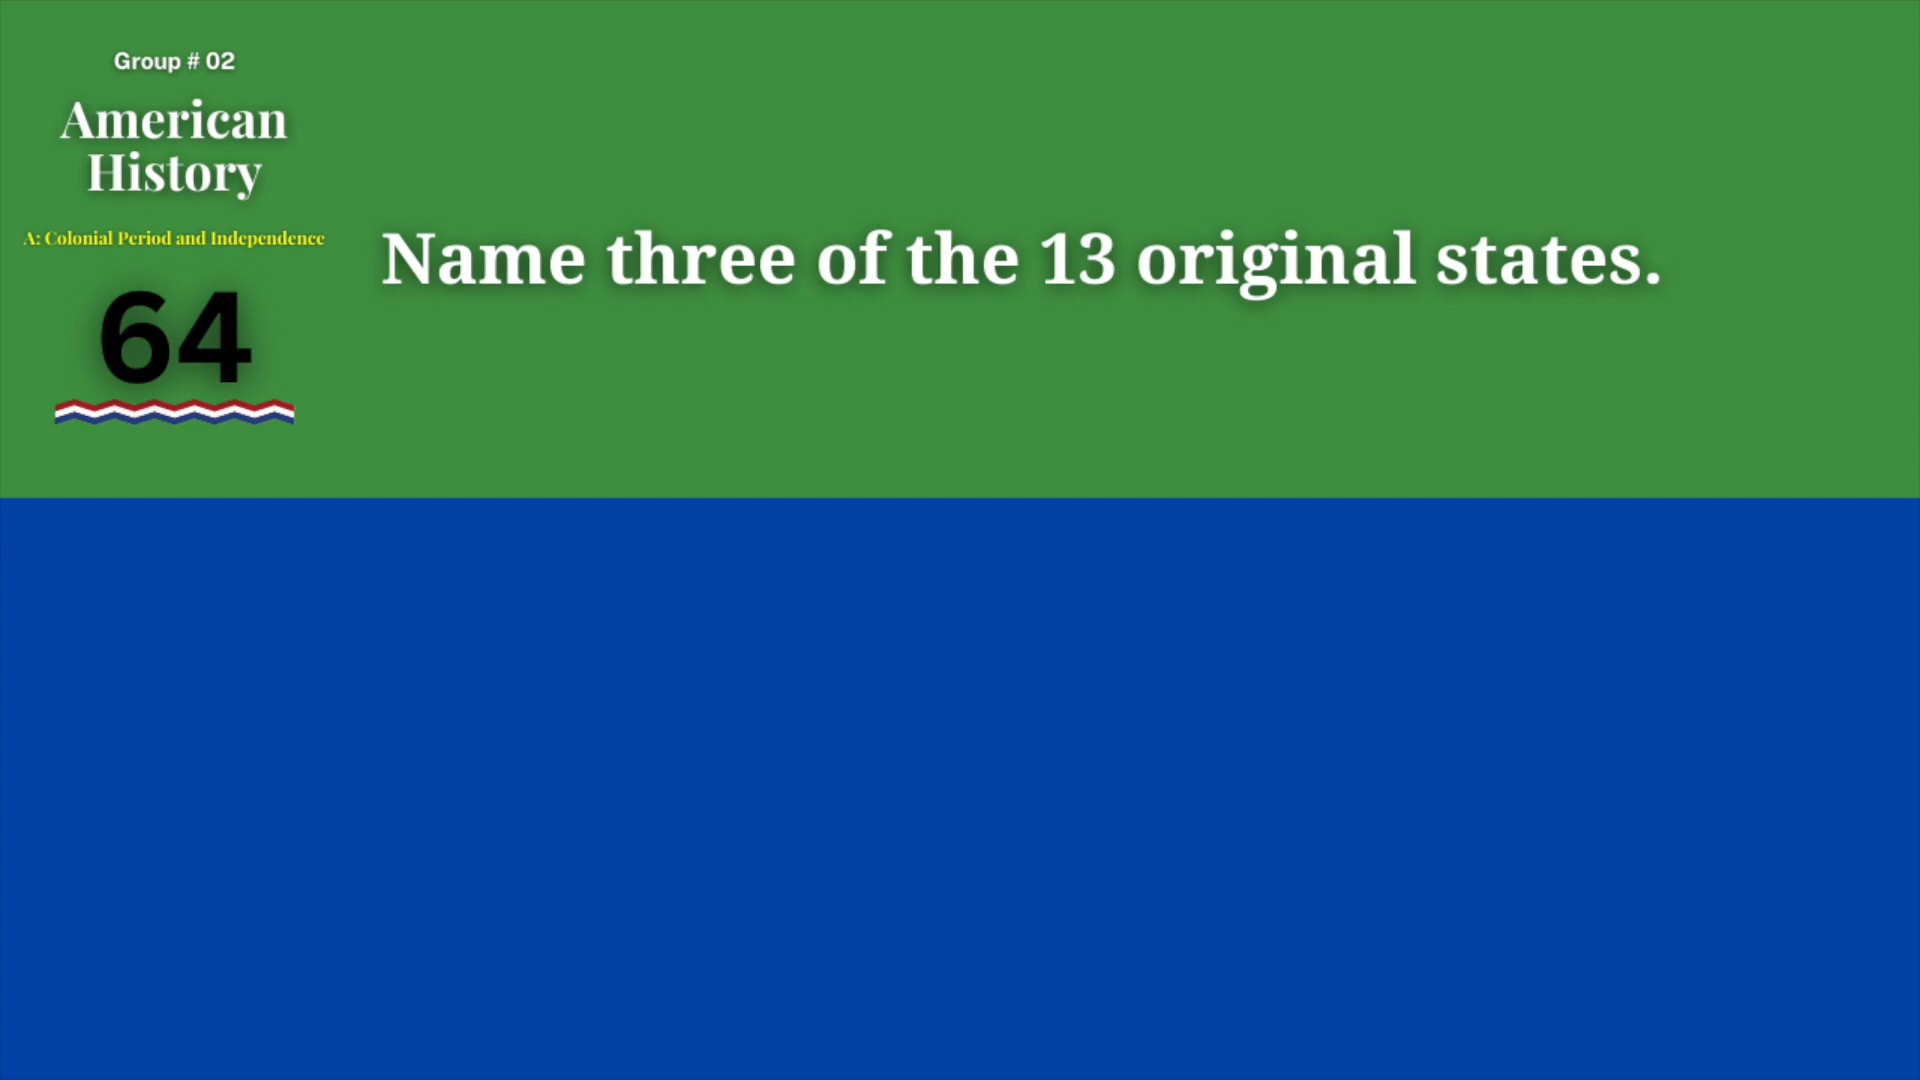 Group # 02
American
History
A: Colonial Period and Independence
64
Name three of the 13 original states.